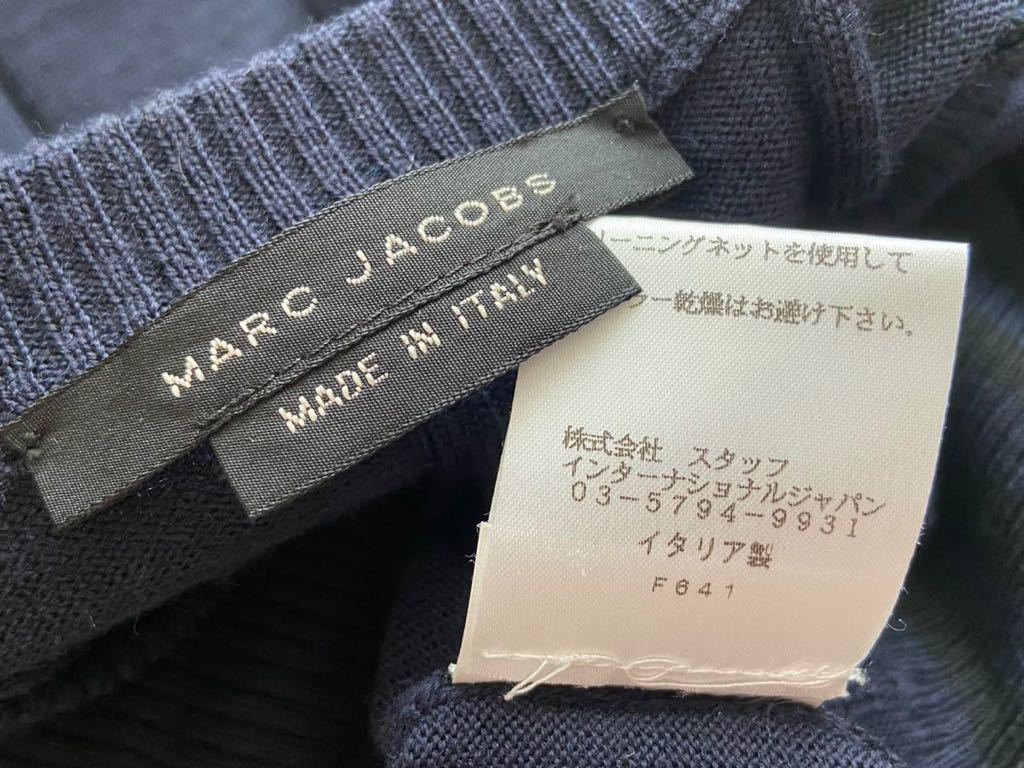 MARC JACOBS
MADE IN ITALY
ーニングネットを使用して
ー乾燥はお避け下さい。
株式会社 スタッフ
インターナショナルジャパン
03-5794-9931
イタリア製
F641